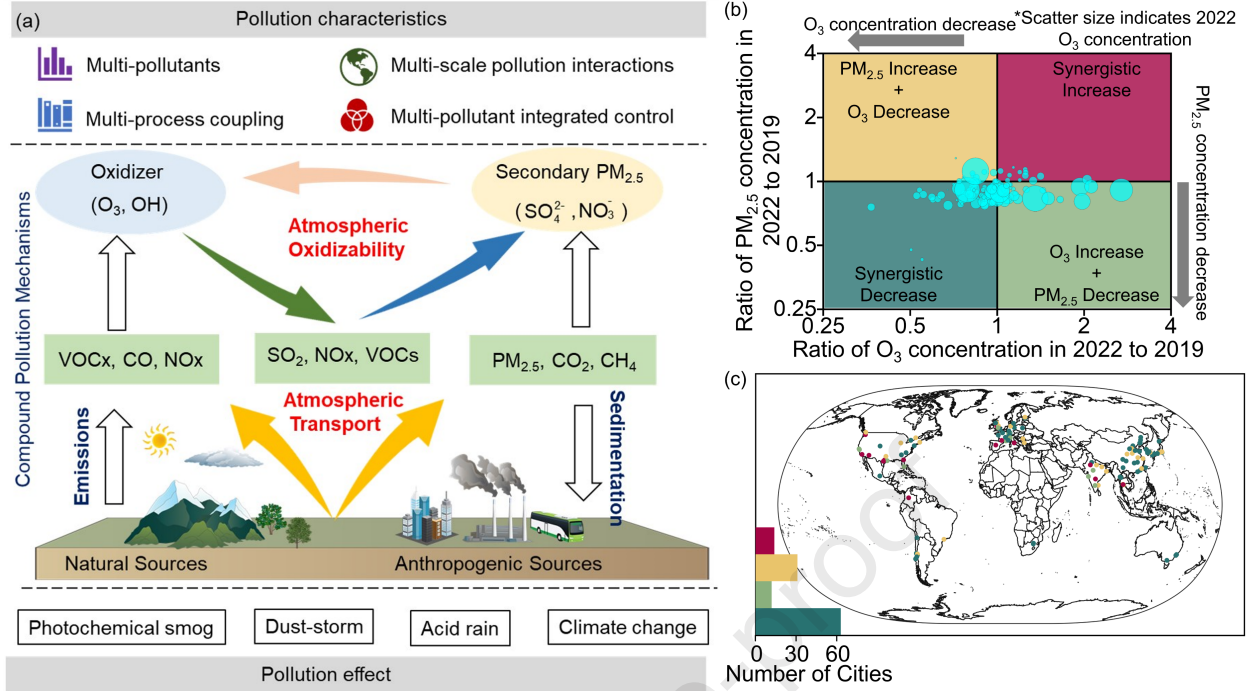 (a)
Pollution characteristics
Multi-pollutants
Multi-scale pollution interactions
Multi-process coupling
Multi-pollutant integrated control
Compound Pollution Mechanisms
Oxidizer
(O₃, OH)
Secondary PM₂.₅
(SO₄²⁻, NO₃⁻)
Atmospheric
Oxidizability
VOCx, CO, NOx
SO₂, NOx, VOCs
PM₂.₅, CO₂, CH₄
Atmospheric
Transport
Emissions
Sedimentation
Natural Sources
Anthropogenic Sources
Photochemical smog
Dust-storm
Acid rain
Climate change
Pollution effect
(b)
O₃ concentration decrease
*Scatter size indicates 2022
O₃ concentration
Ratio of PM₂.₅ concentration in
2022 to 2019
4
2
1
0.5
0.25
PM₂.₅ Increase
+
O₃ Decrease
Synergistic
Increase
Synergistic
Decrease
O₃ Increase
+
PM₂.₅ Decrease
PM₂.₅ concentration decrease
0.25
0.5
1
2
4
Ratio of O₃ concentration in 2022 to 2019
(c)
0
30
60
Number of Cities